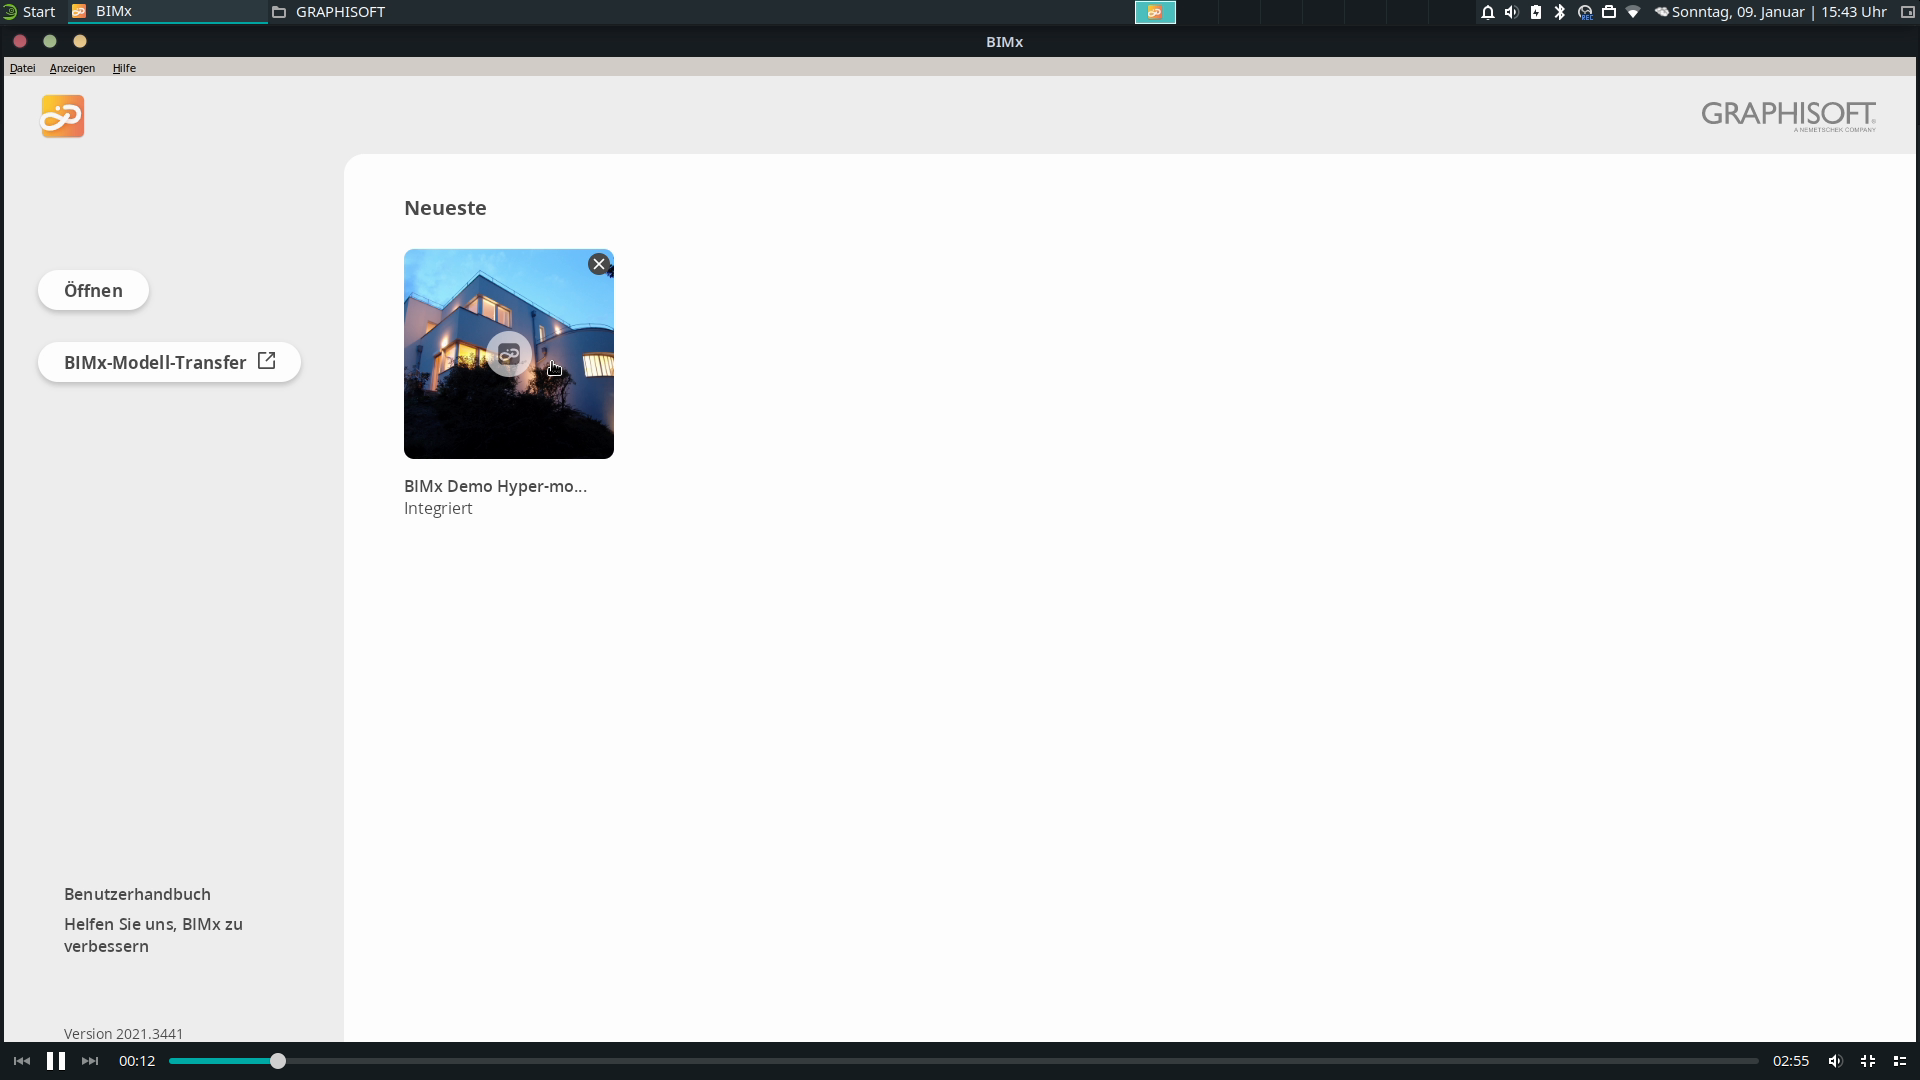 Start
BIMx
GRAPHISOFT
REC
Sonntag, 09. Januar | 15:43 Uhr
BIMx
Datei Anzeigen Hilfe
GRAPHISOFT
A NEMETSCHEK COMPANY
Neueste
Öffnen
BIMx-Modell-Transfer
BIMx Demo Hyper-mo...
Integriert
Benutzerhandbuch
Helfen Sie uns, BIMx zu
verbessern
Version 2021.3441
00:12
02:55